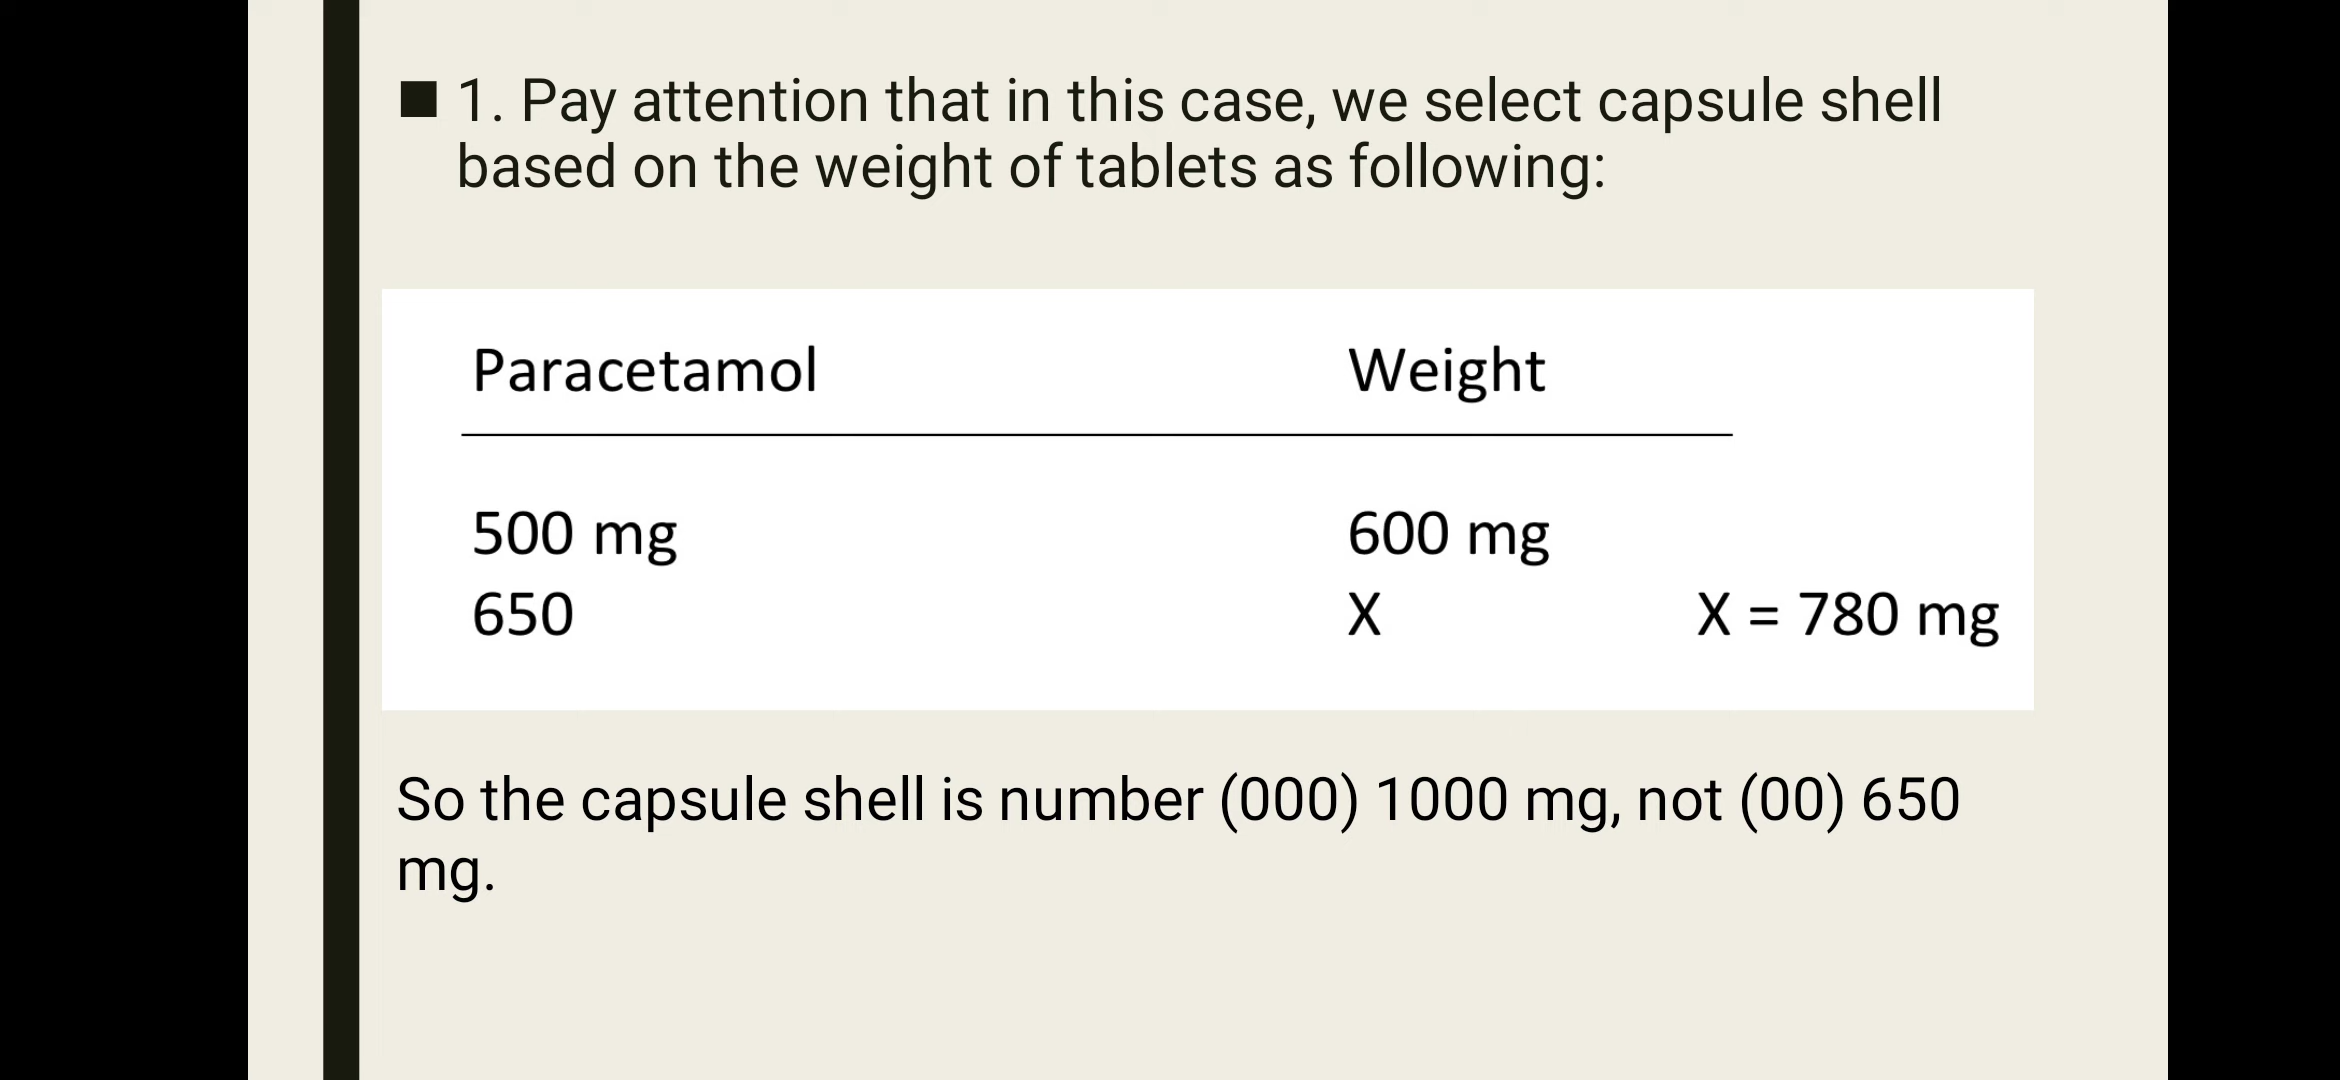 1. Pay attention that in this case, we select capsule shell
based on the weight of tablets as following:
Paracetamol Weight
500 mg 600 mg
650 X X = 780 mg
So the capsule shell is number (000) 1000 mg, not (00) 650
mg.